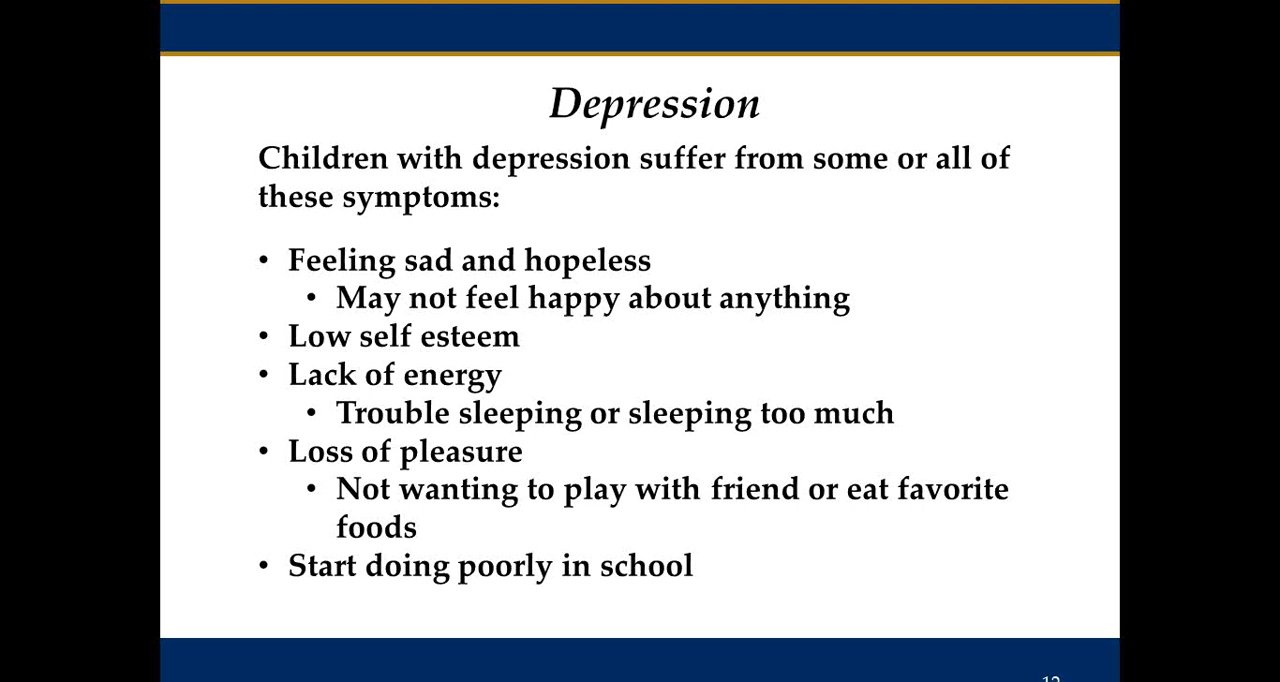 Depression
Children with depression suffer from some or all of
these symptoms:
• Feeling sad and hopeless
• May not feel happy about anything
• Low self esteem
• Lack of energy
• Trouble sleeping or sleeping too much
• Loss of pleasure
• Not wanting to play with friend or eat favorite
foods
• Start doing poorly in school